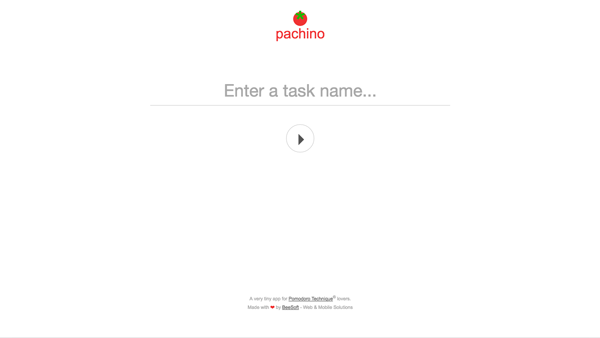 pachino
Enter a task name...
A very tiny app for Pomodoro Technique® lovers.
Made with ❤ by BeeSoft - Web & Mobile Solutions